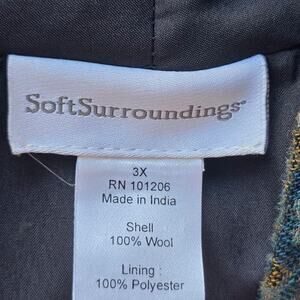 SoftSurroundings®
3X
RN 101206
Made in India
Shell
100% Wool
Lining :
100% Polyester